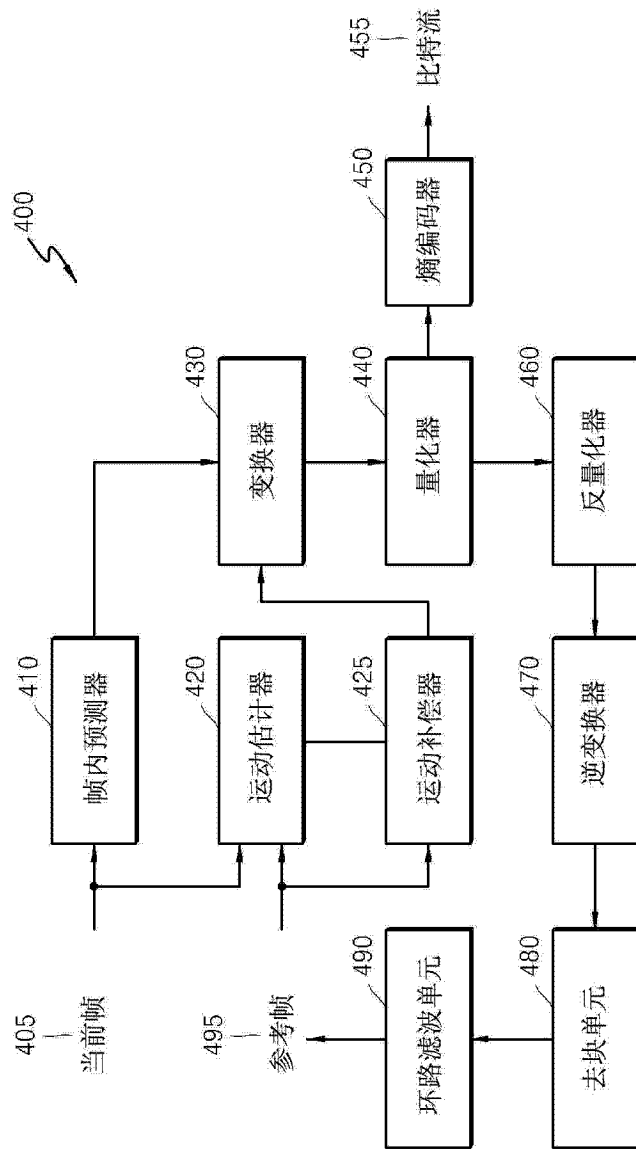 400
405
当前帧
410
帧内预测器
495
参考帧
420
运动估计器
430
变换器
490
环路滤波单元
425
运动补偿器
440
量化器
450
熵编码器
455
比特流
480
去块单元
470
逆变换器
460
反量化器